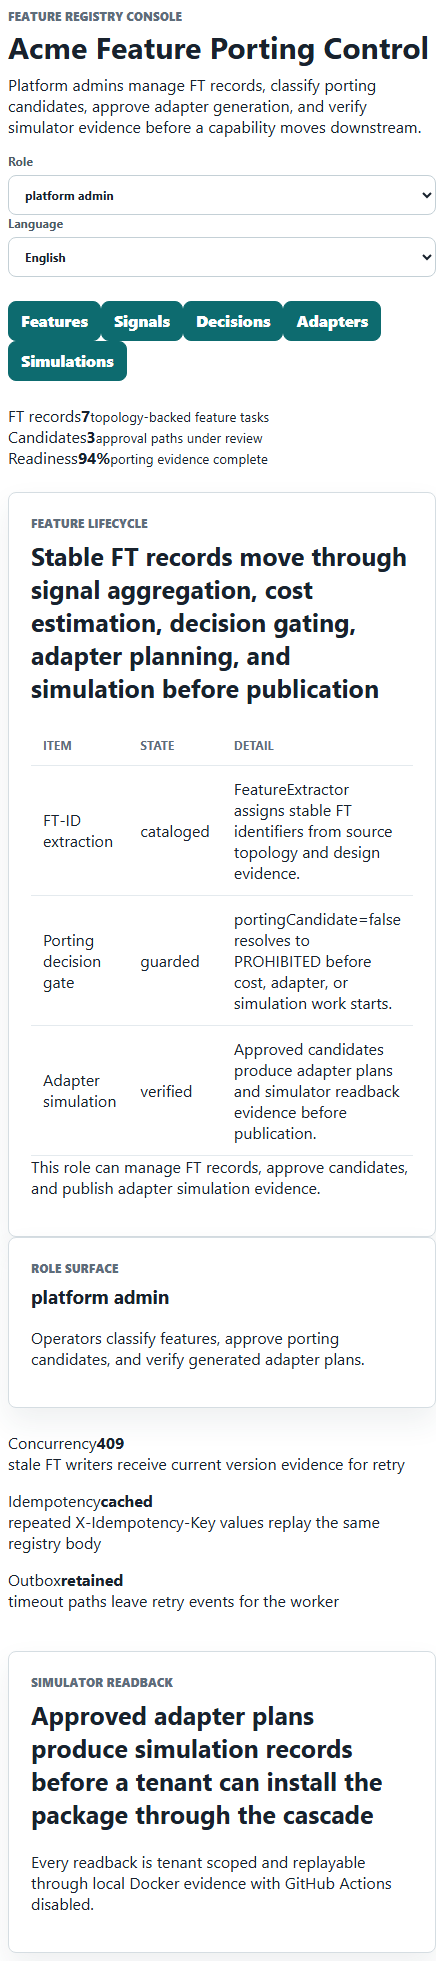 FEATURE REGISTRY CONSOLE
Acme Feature Porting Control
Platform admins manage FT records, classify porting
candidates, approve adapter generation, and verify
simulator evidence before a capability moves downstream.
Role
platform admin
Language
English
Features Signals Decisions Adapters
Simulations
FT records7topology-backed feature tasks
Candidates3approval paths under review
Readiness94%porting evidence complete
FEATURE LIFECYCLE
Stable FT records move through
signal aggregation, cost
estimation, decision gating,
adapter planning, and
simulation before publication
ITEM STATE DETAIL
FT-ID
extraction
cataloged
FeatureExtractor
assigns stable FT
identifiers from source
topology and design
evidence.
Porting
decision
gate
guarded
portingCandidate=false
resolves to
PROHIBITED before
cost, adapter, or
simulation work starts.
Adapter
simulation
verified
Approved candidates
produce adapter plans
and simulator readback
evidence before
publication.
This role can manage FT records, approve candidates,
and publish adapter simulation evidence.
ROLE SURFACE
platform admin
Operators classify features, approve porting
candidates, and verify generated adapter plans.
Concurrency409
stale FT writers receive current version evidence for retry
Idempotencycached
repeated X-Idempotency-Key values replay the same
registry body
Outboxretained
timeout paths leave retry events for the worker
SIMULATOR READBACK
Approved adapter plans
produce simulation records
before a tenant can install the
package through the cascade
Every readback is tenant scoped and replayable
through local Docker evidence with GitHub Actions
disabled.